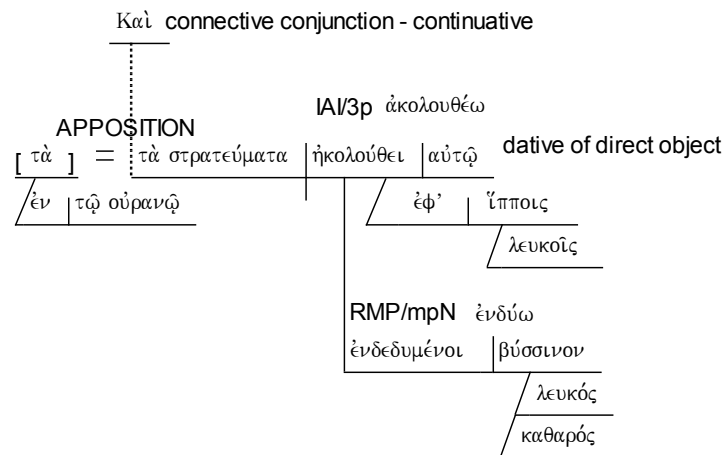 Καὶ connective conjunction - continuative
IAI/3p ἀκολουθέω
APPOSITION
[ τὰ ] = τὰ στρατεύματα ἠκολούθει αὐτῷ dative of direct object
ἐν τῷ οὐρανῷ ἐφ’ ἵπποις
λευκοῖς
RMP/mpN ἐνδύω
ἐνδεδυμένοι βύσσινον
λευκός
καθαρός